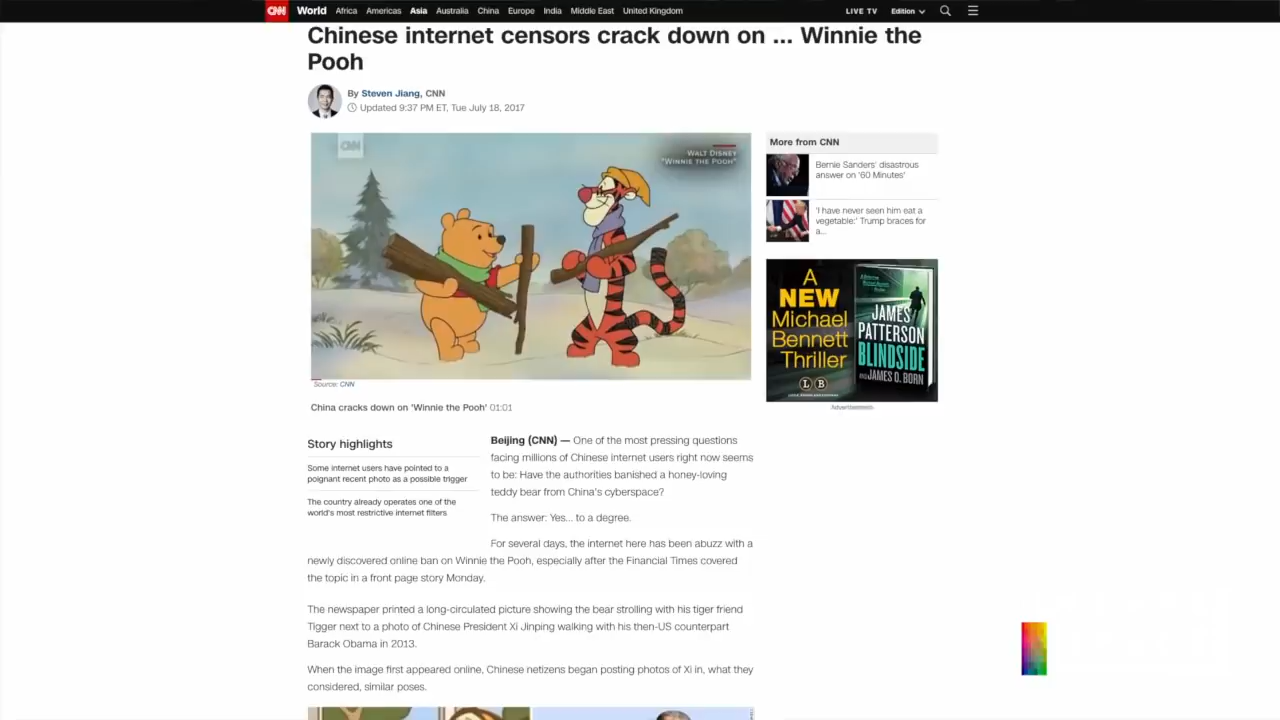 CNN World Africa Americas Asia Australia China Europe India Middle East United Kingdom LIVE TV Edition
Chinese internet censors crack down on ... Winnie the
Pooh
By Steven Jiang, CNN
Updated 9:37 PM ET, Tue July 18, 2017
CNN
WALT DISNEY
"WINNIE THE POOH"
Source: CNN
China cracks down on 'Winnie the Pooh' 01:01
More from CNN
Bernie Sanders' disastrous
answer on '60 Minutes'
'I have never seen him eat a
vegetable:' Trump braces for
a...
A
NEW
Michael
Bennett
Thriller
L B
JAMES
PATTERSON
BLINDSIDE
AND JAMES O. BORN
Advertisement
Story highlights
Some internet users have pointed to a
poignant recent photo as a possible trigger
The country already operates one of the
world's most restrictive internet filters
Beijing (CNN) — One of the most pressing questions
facing millions of Chinese internet users right now seems
to be: Have the authorities banished a honey-loving
teddy bear from China's cyberspace?
The answer: Yes... to a degree.
For several days, the internet here has been abuzz with a
newly discovered online ban on Winnie the Pooh, especially after the Financial Times covered
the topic in a front page story Monday.
The newspaper printed a long-circulated picture showing the bear strolling with his tiger friend
Tigger next to a photo of Chinese President Xi Jinping walking with his then-US counterpart
Barack Obama in 2013.
When the image first appeared online, Chinese netizens began posting photos of Xi in, what they
considered, similar poses.